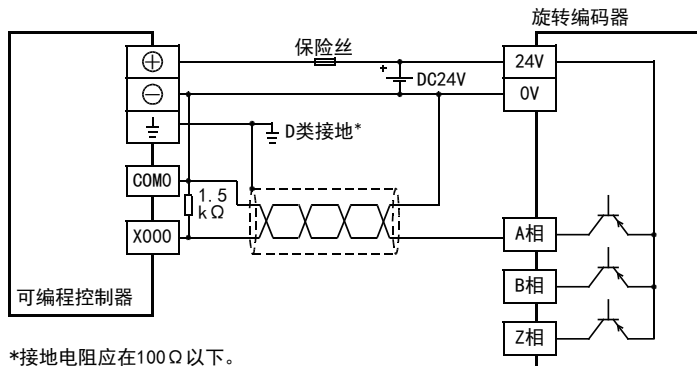 旋转编码器
保险丝
24V
+
DC24V
0V
D类接地*
COM0
1.5
kΩ
X000
A相
B相
可编程控制器
Z相
*接地电阻应在100Ω以下。